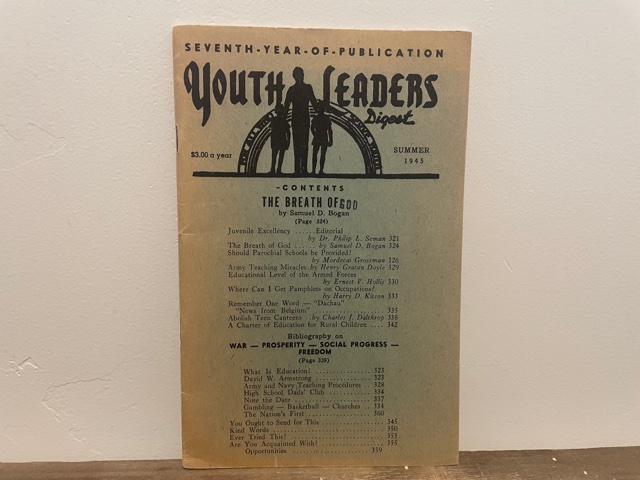 SEVENTH-YEAR-OF-PUBLICATION
YOUTH LEADERS
Digest
$3.00 a year
SUMMER
1945
-CONTENTS
THE BREATH OF GOD
by Samuel D. Bogan
(Page 324)
Juvenile Excellency ...... Editorial
by Dr. Philip L. Seman 321
The Breath of God ...... by Samuel D. Bogan 324
Should Parochial Schools be Provided?
by Mordecai Grossman 326
Army Teaching Miracles .by Henry Gratan Doyle 329
Educational Level of the Armed Forces
by Ernest V. Hollis 330
Where Can I Get Pamphlets on Occupations?
by Harry D. Kitson 333
Remember One Word — "Dachau"
"News from Belgium" .................. 335
Abolish Teen Canteens ..by Charles J. Dalthrop 338
A Charter of Education for Rural Children .... 342
Bibliography on
WAR — PROSPERITY — SOCIAL PROGRESS —
FREEDOM
(Page 339)
What Is Education? ................ 323
David W. Armstrong ................ 323
Army and Navy Teaching Procedures .. 328
High School Dads' Club ............ 334
Note the Date ..................... 337
Gambling — Basketball — Churches .. 334
The Nation's First ................ 360
You Ought to Send for This ................ 345
Kind Words ................................ 350
Ever Tried This? .......................... 353
Are You Acquainted With? .................. 355
Opportunities ..................... 359